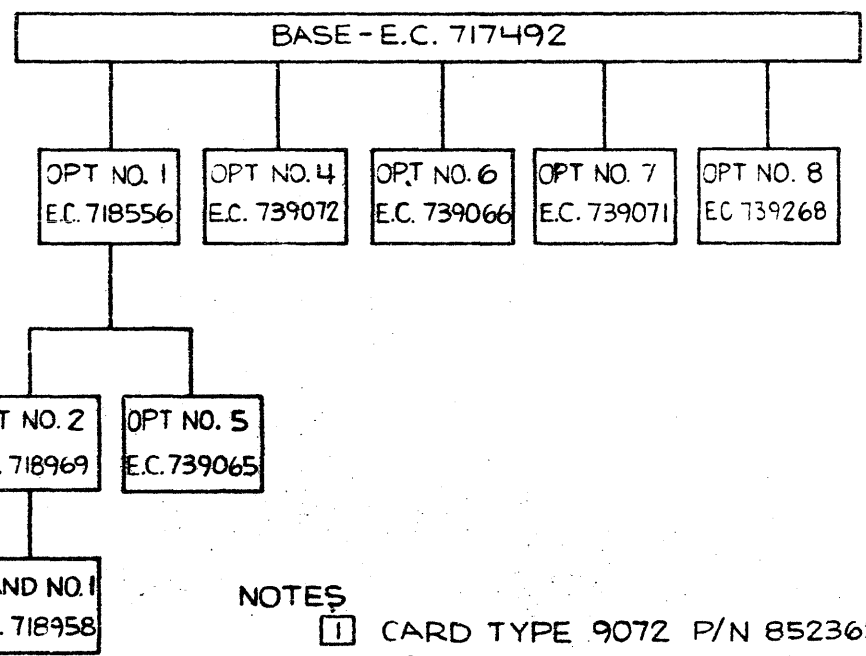 BASE - E.C. 717492
OPT NO. 1
E.C. 718556
OPT NO. 4
E.C. 739072
OPT NO. 6
E.C. 739066
OPT NO. 7
E.C. 739071
OPT NO. 8
EC 739268
NO. 2
718969
OPT NO. 5
E.C. 739065
NO. 1
718958
NOTES
1 CARD TYPE 9072 P/N